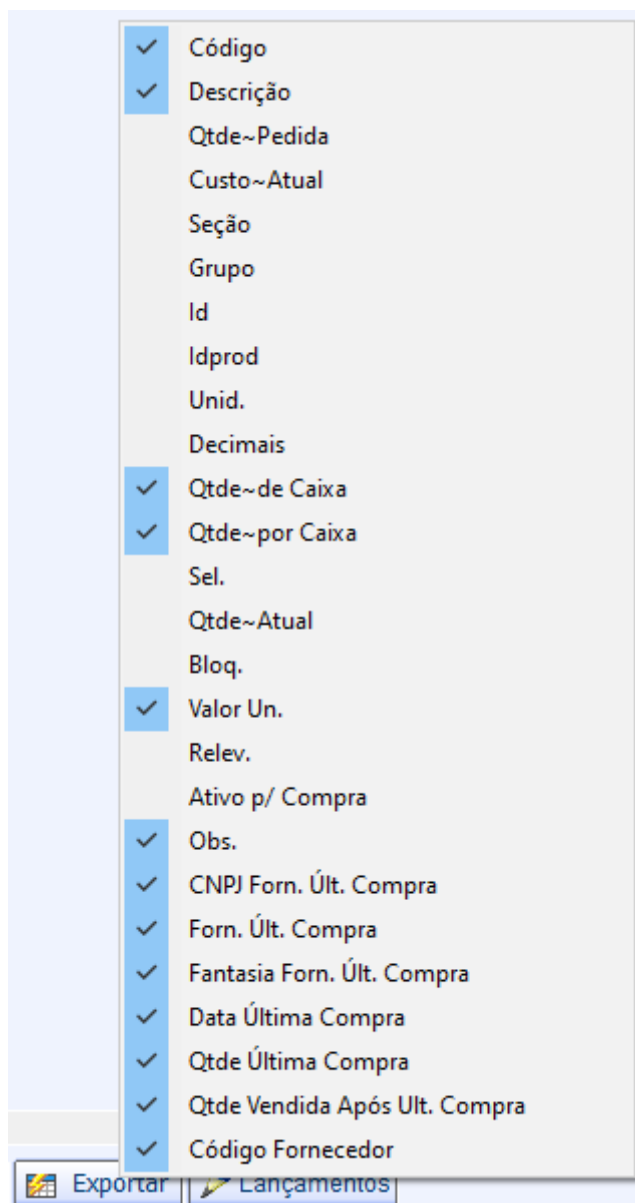 Código
Descrição
Qtde~Pedida
Custo~Atual
Seção
Grupo
Id
Idprod
Unid.
Decimais
Qtde~de Caixa
Qtde~por Caixa
Sel.
Qtde~Atual
Bloq.
Valor Un.
Relev.
Ativo p/ Compra
Obs.
CNPJ Forn. Últ. Compra
Forn. Últ. Compra
Fantasia Forn. Últ. Compra
Data Última Compra
Qtde Última Compra
Qtde Vendida Após Ult. Compra
Código Fornecedor
Exportar Lançamentos